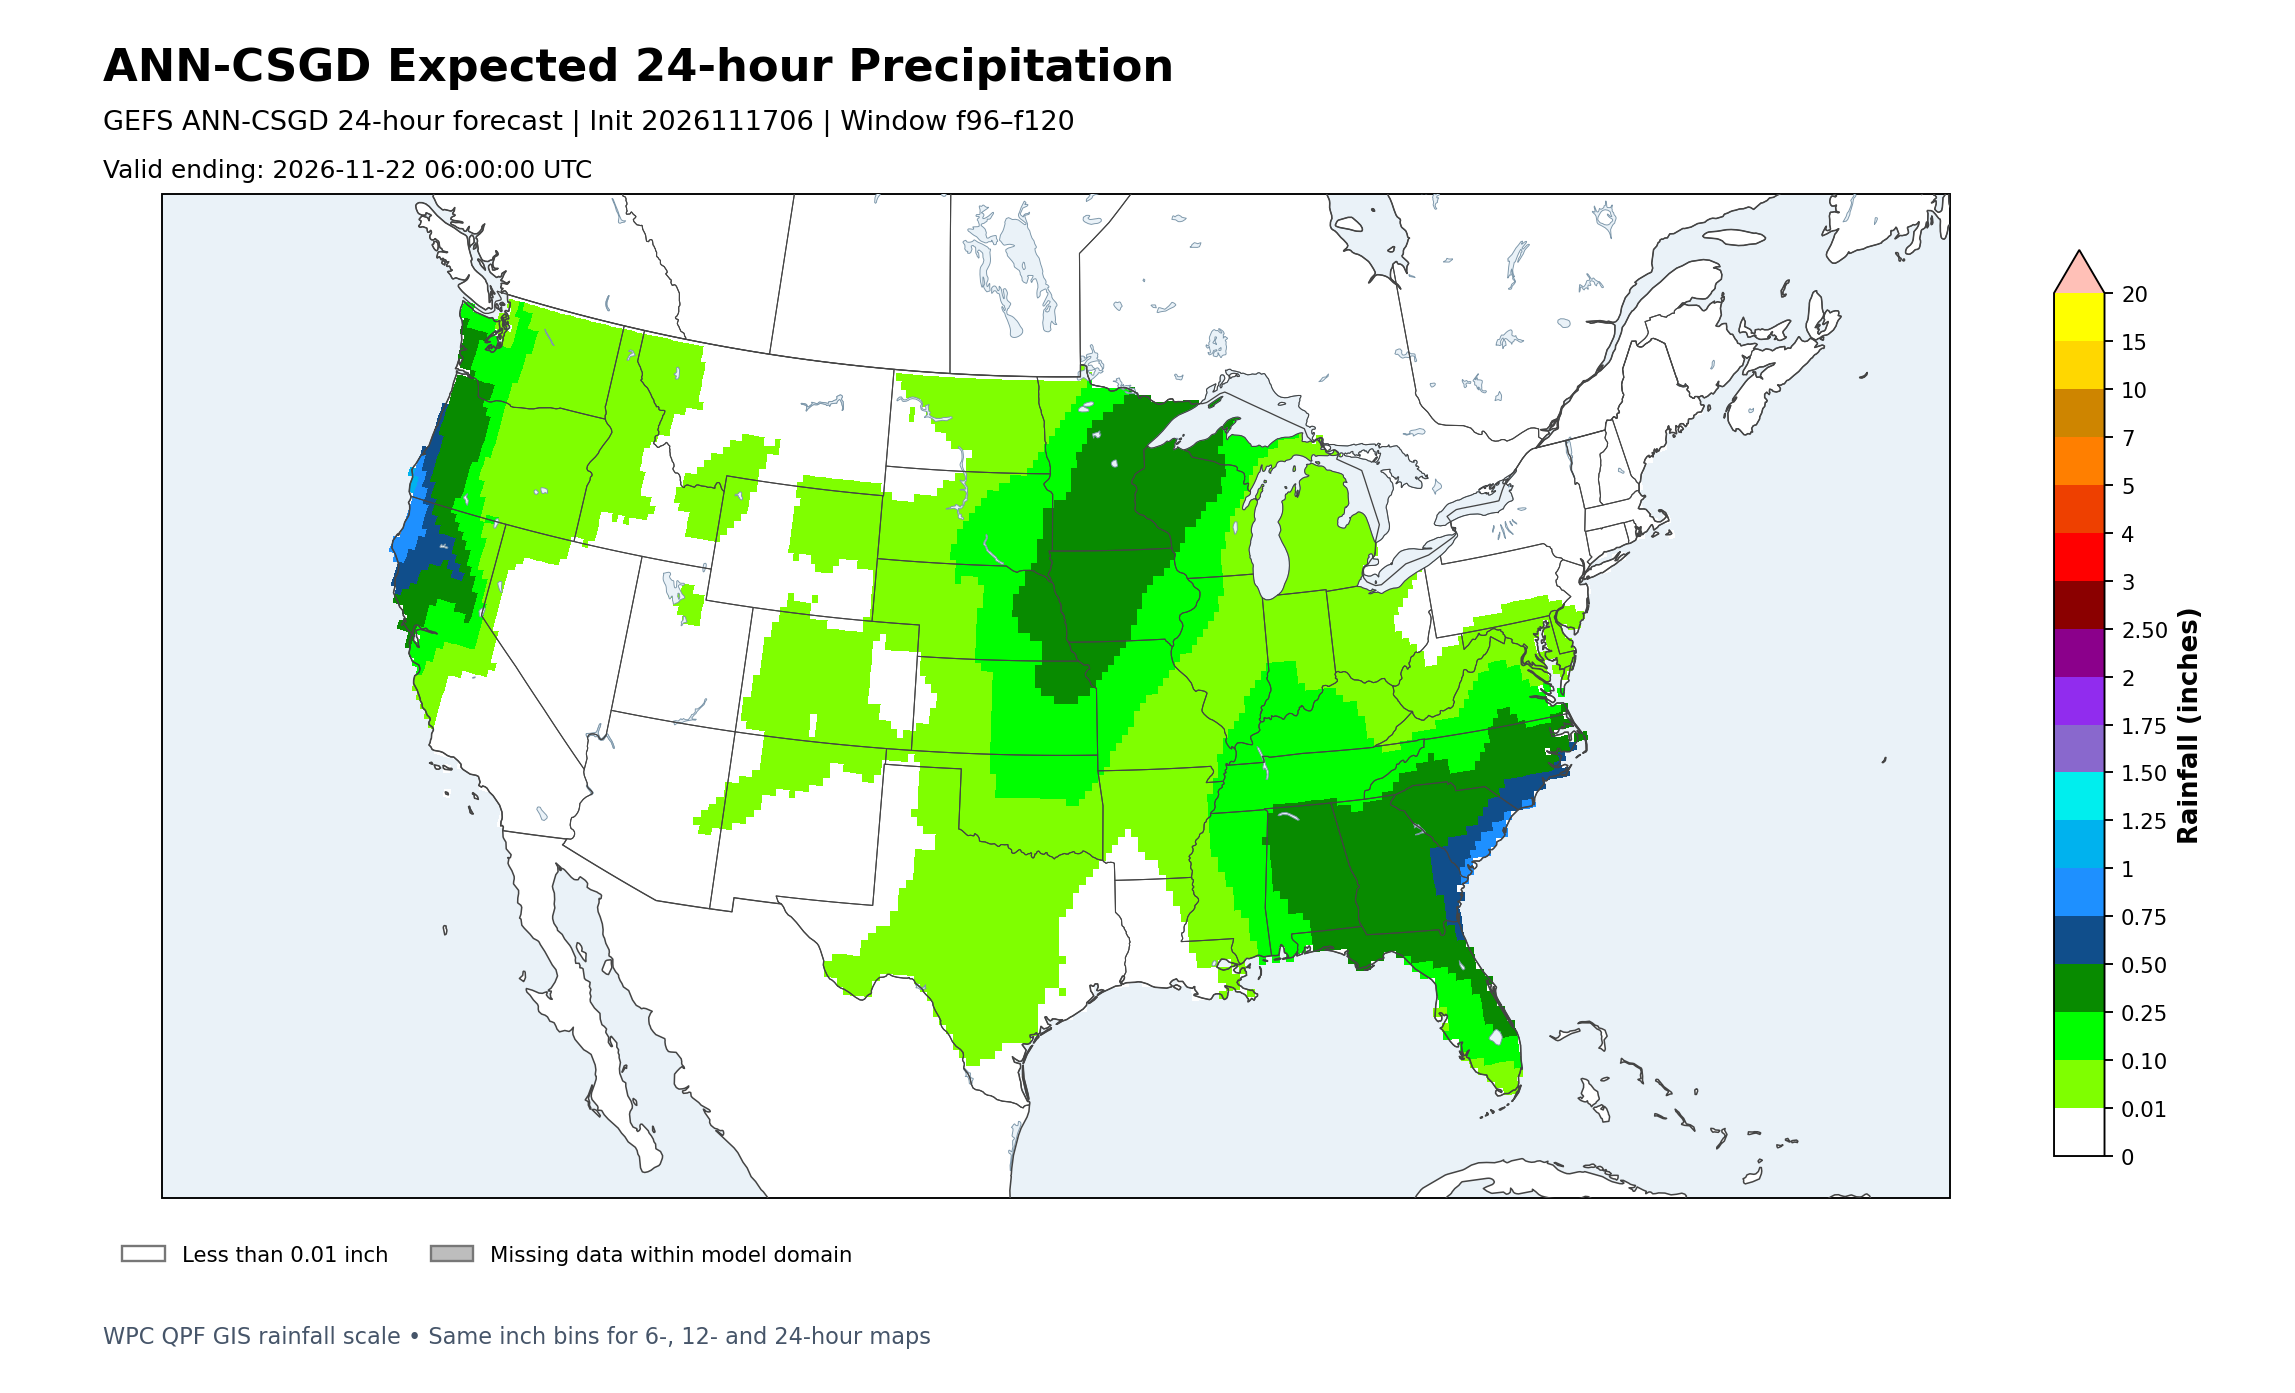 ANN-CSGD Expected 24-hour Precipitation
GEFS ANN-CSGD 24-hour forecast | Init 2026111706 | Window f96–f120
Valid ending: 2026-11-22 06:00:00 UTC
20
15
10
7
5
4
3
2.50
2
1.75
1.50
1.25
1
0.75
0.50
0.25
0.10
0.01
0
Rainfall (inches)
Less than 0.01 inch
Missing data within model domain
WPC QPF GIS rainfall scale • Same inch bins for 6-, 12- and 24-hour maps